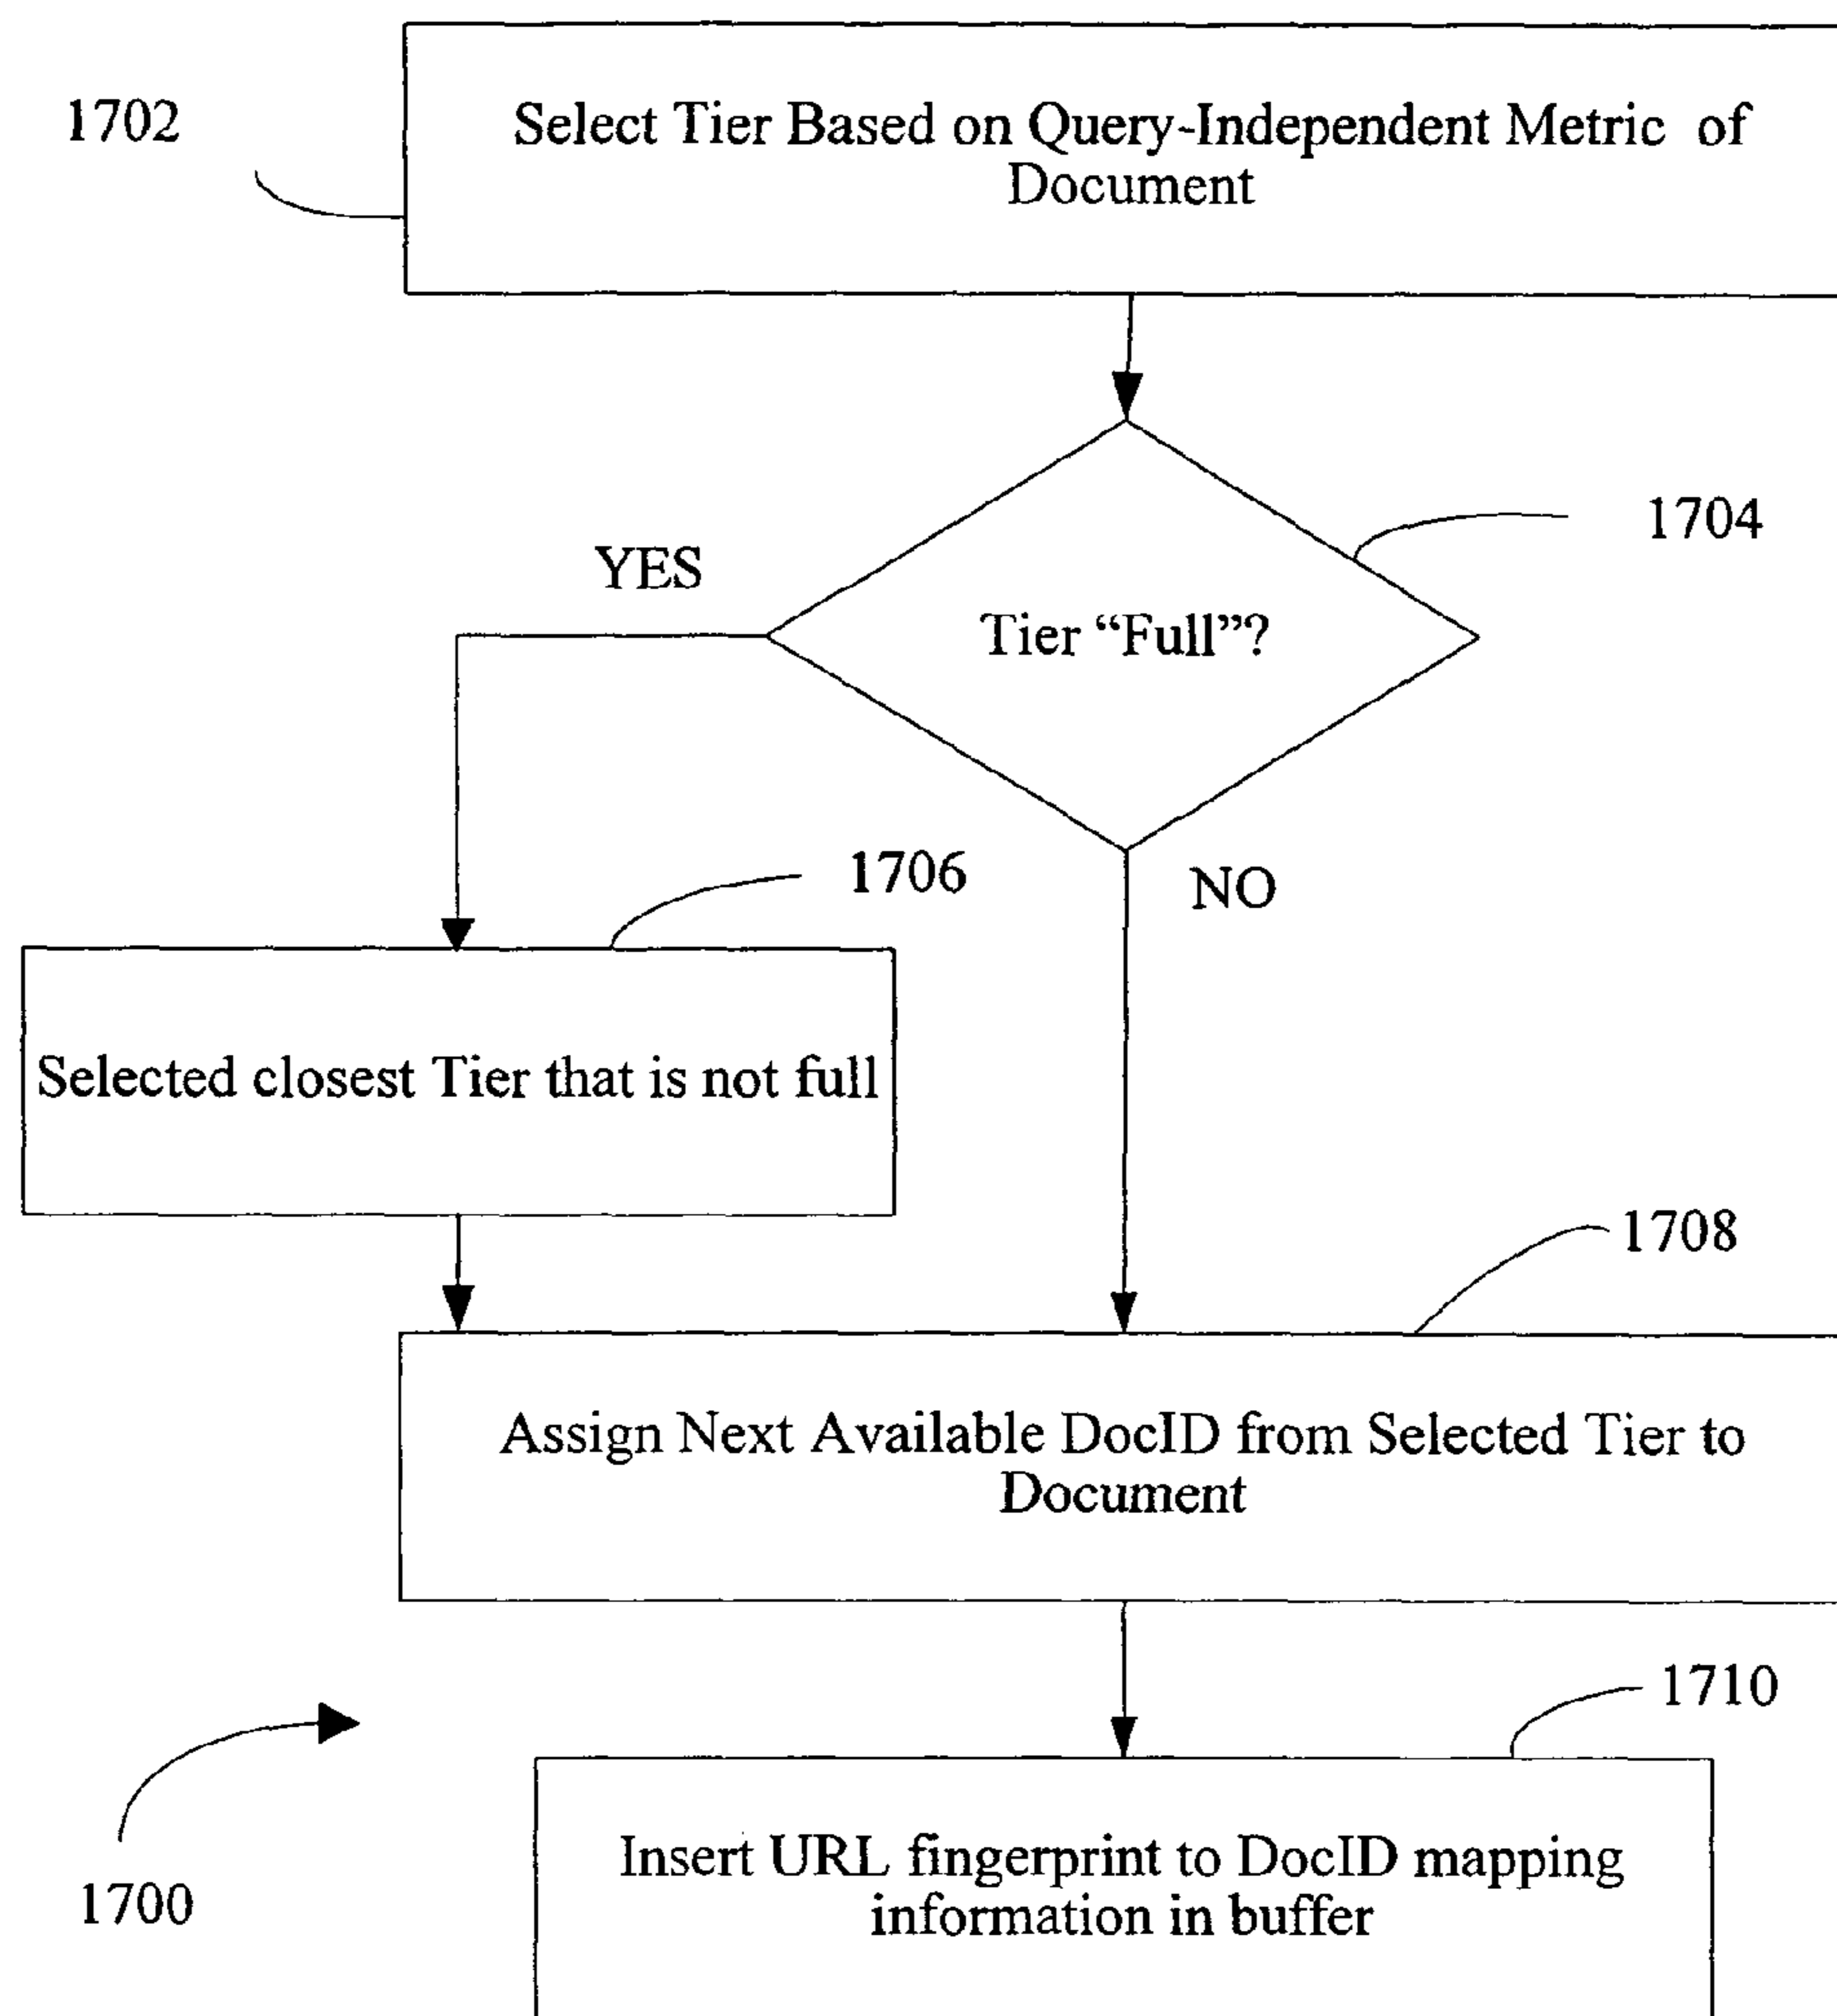 1702
Select Tier Based on Query-Independent Metric of
Document
1704
YES
Tier “Full”?
1706
NO
Selected closest Tier that is not full
1708
Assign Next Available DocID from Selected Tier to
Document
1710
Insert URL fingerprint to DocID mapping
information in buffer
1700